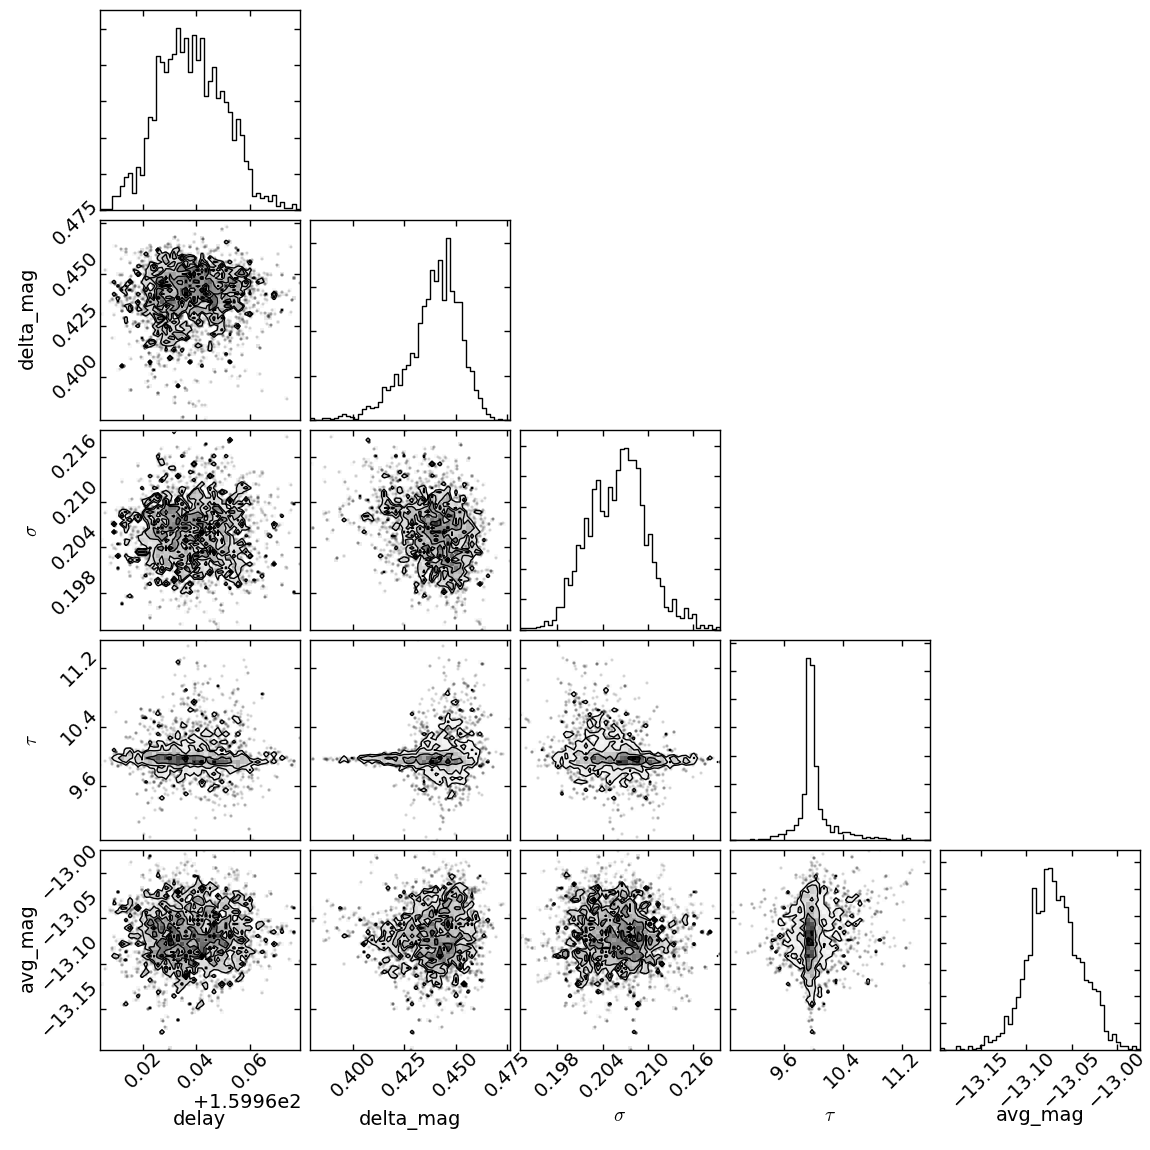 0.475
0.450
0.425
0.400
delta_mag
0.216
0.210
0.204
0.198
σ
11.2
10.4
9.6
τ
−13.00
−13.05
−13.10
−13.15
avg_mag
0.02 0.04 0.06
+1.5996e2
delay
0.400 0.425 0.450 0.475
delta_mag
0.198 0.204 0.210 0.216
σ
9.6 10.4 11.2
τ
−13.15 −13.10 −13.05 −13.00
avg_mag